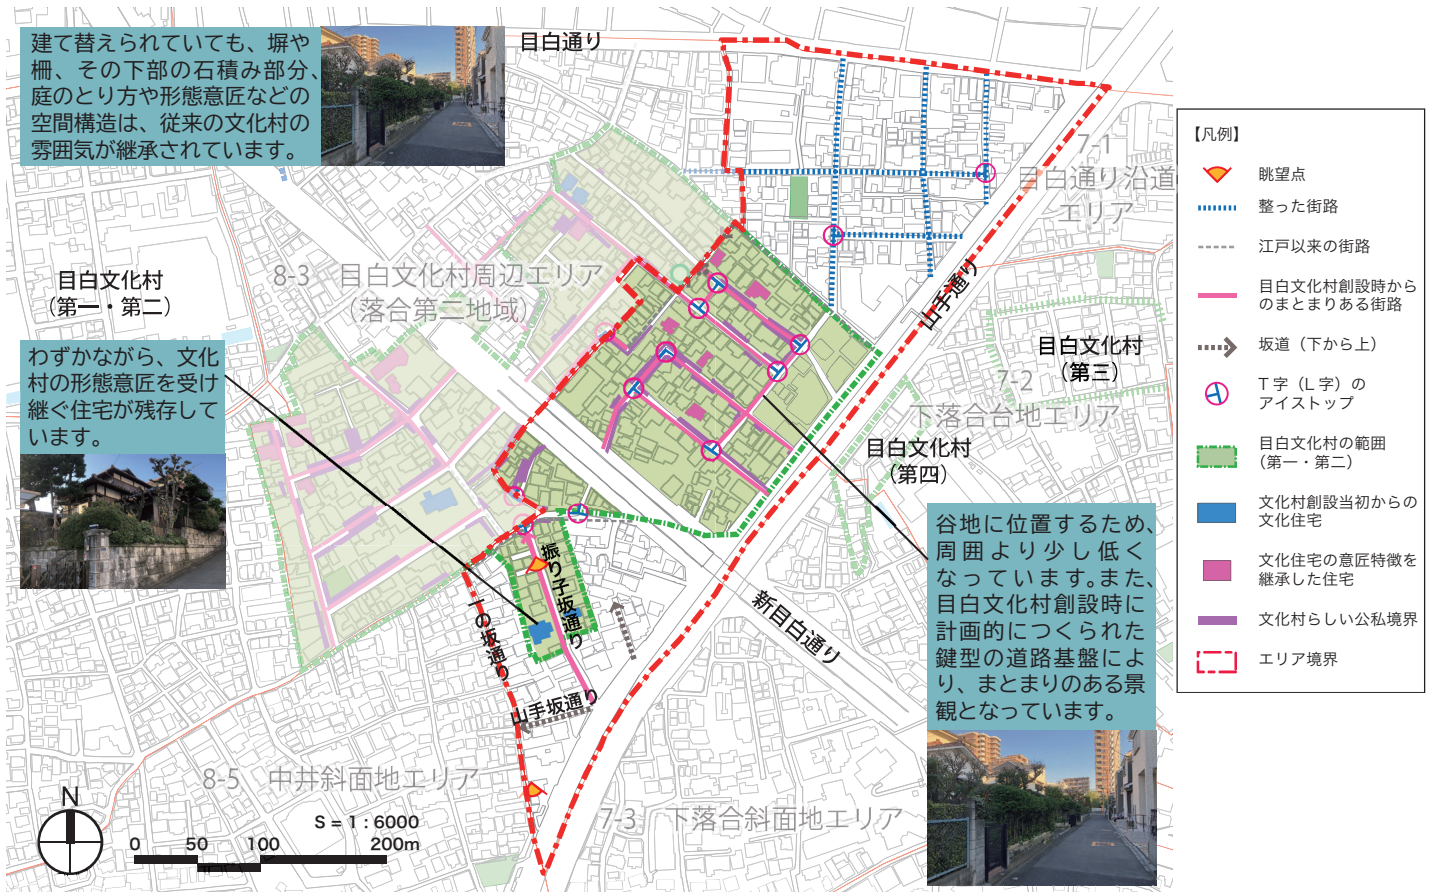 建て替えられていても、塀や
柵、その下部の石積み部分、
庭のとり方や形態意匠などの
空間構造は、従来の文化村の
雰囲気が継承されています。
目白通り
7-1
目白通り沿道
エリア
【凡例】
眺望点
整った街路
江戸以来の街路
目白文化村創設時から
のまとまりある街路
坂道（下から上）
T字（L字）の
アイストップ
目白文化村の範囲
（第一・第二）
文化村創設当初からの
文化住宅
文化住宅の意匠特徴を
継承した住宅
文化村らしい公私境界
エリア境界
目白文化村
（第一・第二）
8-3　目白文化村周辺エリア
（落合第二地域）
山手通り
目白文化村
（第三）
7-2
下落合台地エリア
わずかながら、文化
村の形態意匠を受け
継ぐ住宅が残存して
います。
目白文化村
（第四）
谷地に位置するため、
周囲より少し低く
なっています。また、
目白文化村創設時に
計画的につくられた
鍵型の道路基盤によ
り、まとまりのある景
観となっています。
振り子坂通り
一の坂通り
新目白通り
山手坂通り
8-5　中井斜面地エリア
7-3　下落合斜面地エリア
N
S = 1 : 6000
0 50 100 200m